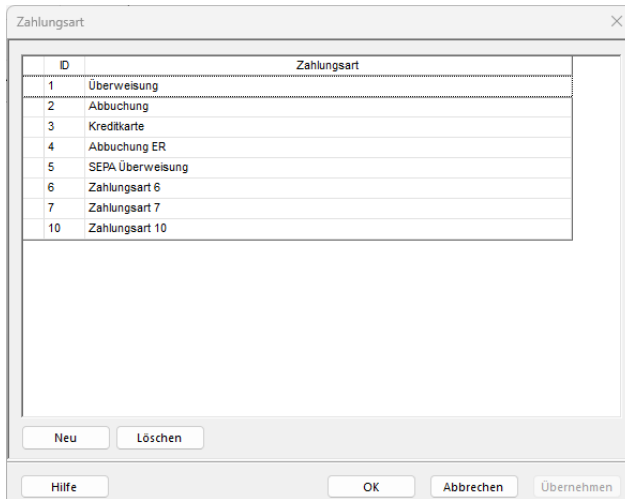 Zahlungsart
ID Zahlungsart
1 Überweisung
2 Abbuchung
3 Kreditkarte
4 Abbuchung ER
5 SEPA Überweisung
6 Zahlungsart 6
7 Zahlungsart 7
10 Zahlungsart 10
Neu Löschen
Hilfe OK Abbrechen Übernehmen